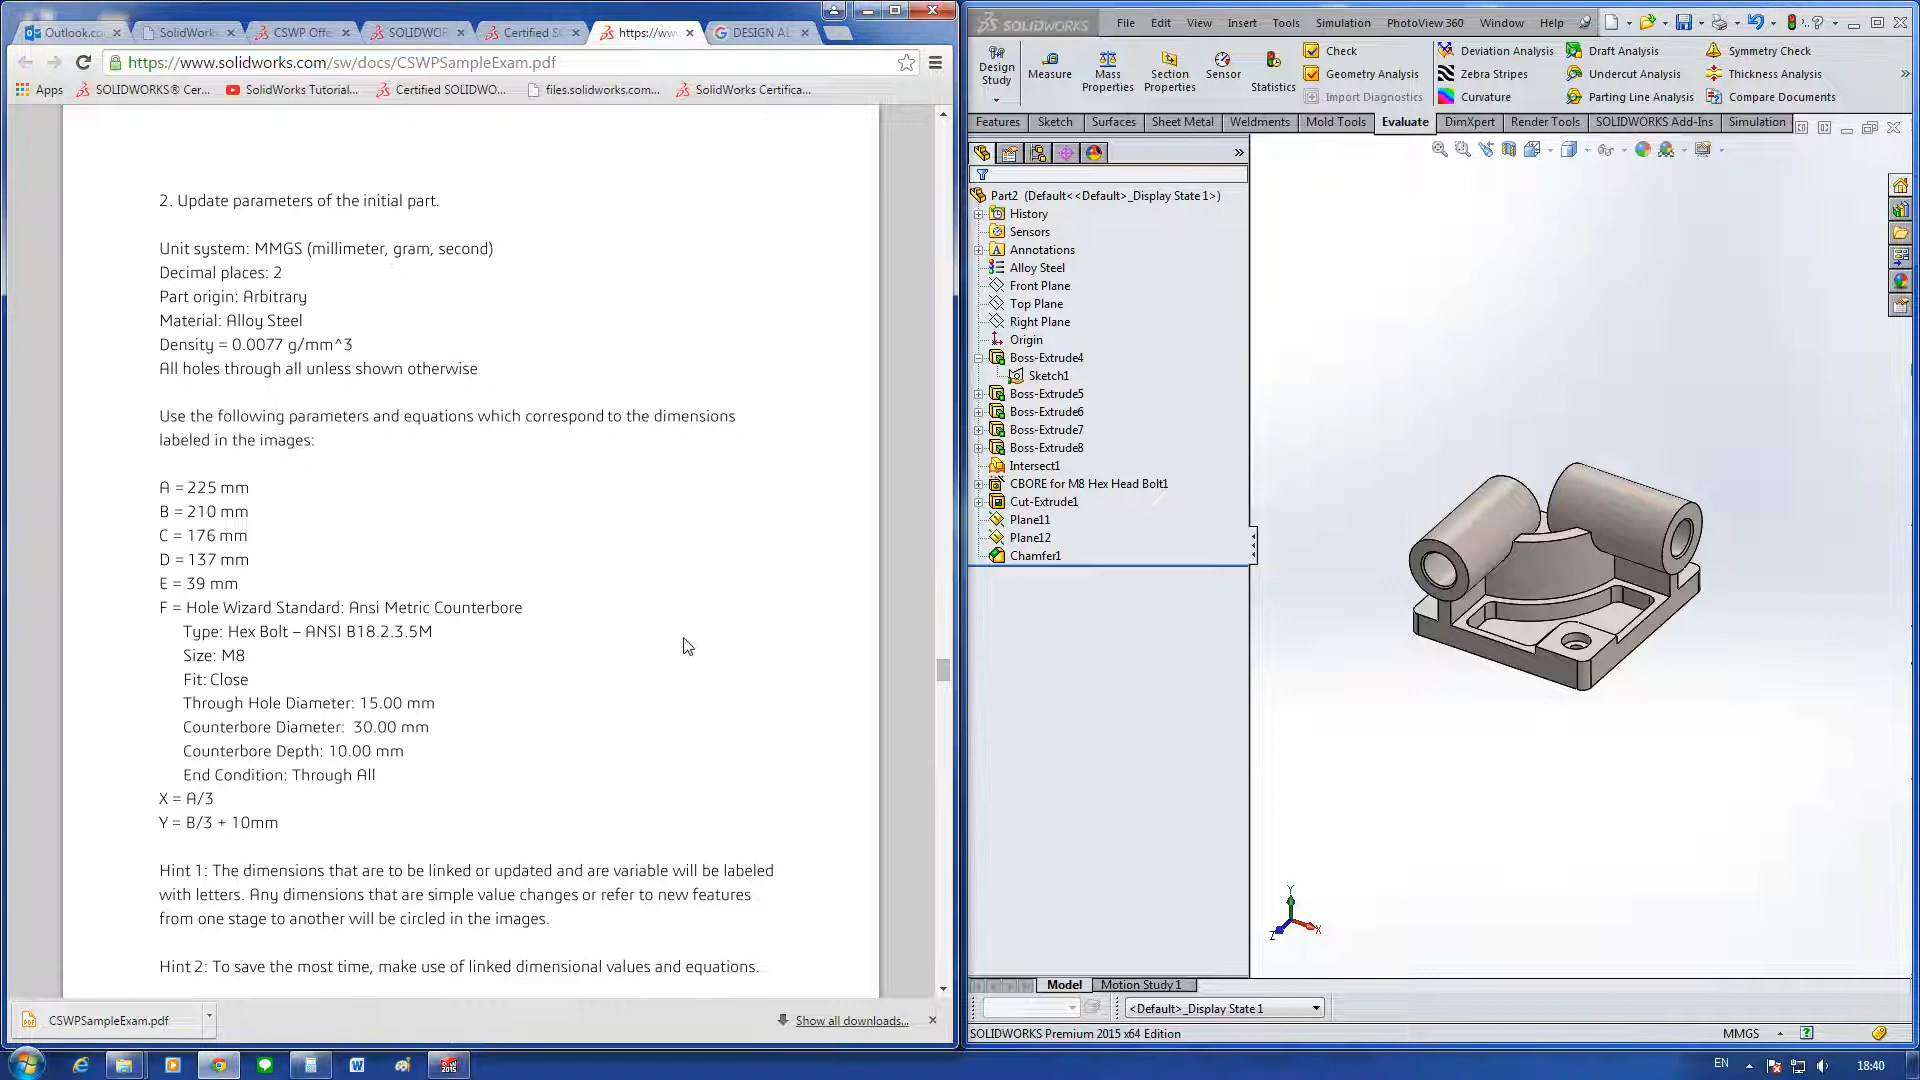 Outlook.co
SolidWork
CSWP Offe
SOLIDWOR
Certified S
https://ww
DESIGN AL
https://www.solidworks.com/sw/docs/CSWPSampleExam.pdf
Apps
SOLIDWORKS® Cer...
SolidWorks Tutorial...
Certified SOLIDWO...
files.solidworks.com...
SolidWorks Certifica...
2. Update parameters of the initial part.
Unit system: MMGS (millimeter, gram, second)
Decimal places: 2
Part origin: Arbitrary
Material: Alloy Steel
Density = 0.0077 g/mm^3
All holes through all unless shown otherwise
Use the following parameters and equations which correspond to the dimensions
labeled in the images:
A = 225 mm
B = 210 mm
C = 176 mm
D = 137 mm
E = 39 mm
F = Hole Wizard Standard: Ansi Metric Counterbore
Type: Hex Bolt – ANSI B18.2.3.5M
Size: M8
Fit: Close
Through Hole Diameter: 15.00 mm
Counterbore Diameter: 30.00 mm
Counterbore Depth: 10.00 mm
End Condition: Through All
X = A/3
Y = B/3 + 10mm
Hint 1: The dimensions that are to be linked or updated and are variable will be labeled
with letters. Any dimensions that are simple value changes or refer to new features
from one stage to another will be circled in the images.
Hint 2: To save the most time, make use of linked dimensional values and equations.
CSWPSampleExam.pdf
Show all downloads...
SOLIDWORKS
File Edit View Insert Tools Simulation PhotoView 360 Window Help
Design Study
Measure
Mass Properties
Section Properties
Sensor
Statistics
Check
Geometry Analysis
Import Diagnostics
Deviation Analysis
Zebra Stripes
Curvature
Draft Analysis
Undercut Analysis
Parting Line Analysis
Symmetry Check
Thickness Analysis
Compare Documents
Features Sketch Surfaces Sheet Metal Weldments Mold Tools Evaluate DimXpert Render Tools SOLIDWORKS Add-Ins Simulation
Part2 (Default<<Default>_Display State 1>)
History
Sensors
Annotations
Alloy Steel
Front Plane
Top Plane
Right Plane
Origin
Boss-Extrude4
Sketch1
Boss-Extrude5
Boss-Extrude6
Boss-Extrude7
Boss-Extrude8
Intersect1
CBORE for M8 Hex Head Bolt1
Cut-Extrude1
Plane11
Plane12
Chamfer1
Y
X
Z
Model
Motion Study 1
<Default>_Display State 1
SOLIDWORKS Premium 2015 x64 Edition
MMGS
EN
18:40